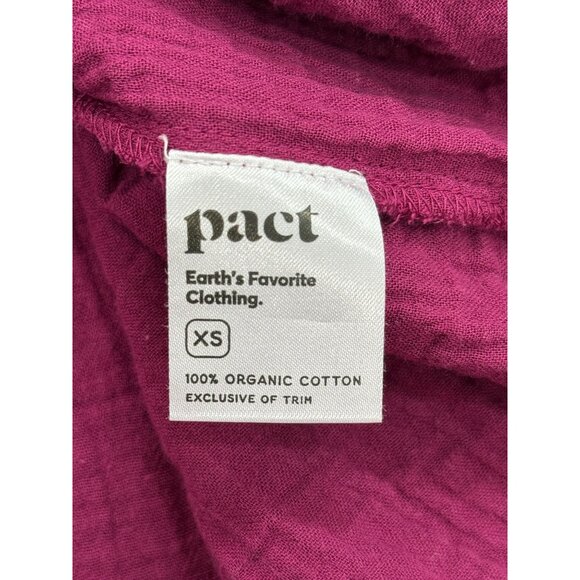 pact
Earth's Favorite
Clothing.
XS
100% ORGANIC COTTON
EXCLUSIVE OF TRIM